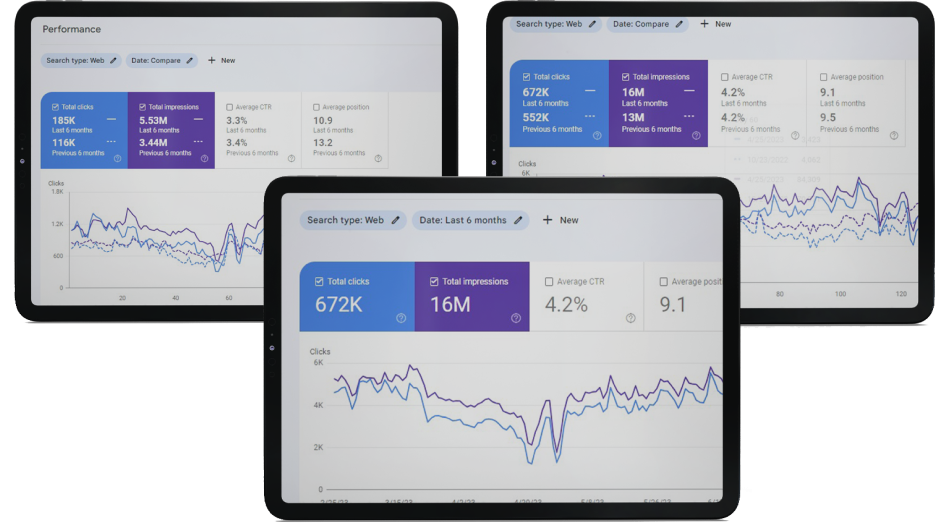 Performance
Search type: Web Date: Compare + New
Total clicks Total impressions Average CTR Average position
185K 5.53M 3.3% 10.9
Last 6 months Last 6 months Last 6 months Last 6 months
116K 3.44M 3.4% 13.2
Previous 6 months Previous 6 months Previous 6 months Previous 6 months
Clicks
1.8K
1.2K
600
0
20 40 60
Search type: Web Date: Compare + New
Total clicks Total impressions Average CTR Average position
672K 16M 4.2% 9.1
Last 6 months Last 6 months Last 6 months Last 6 months
552K 13M 4.2% 9.5
Previous 6 months Previous 6 months Previous 6 months Previous 6 months
Clicks
6K
80 100 120
Search type: Web Date: Last 6 months + New
Total clicks Total impressions Average CTR Average posit
672K 16M 4.2% 9.1
Clicks
6K
4K
2K
0